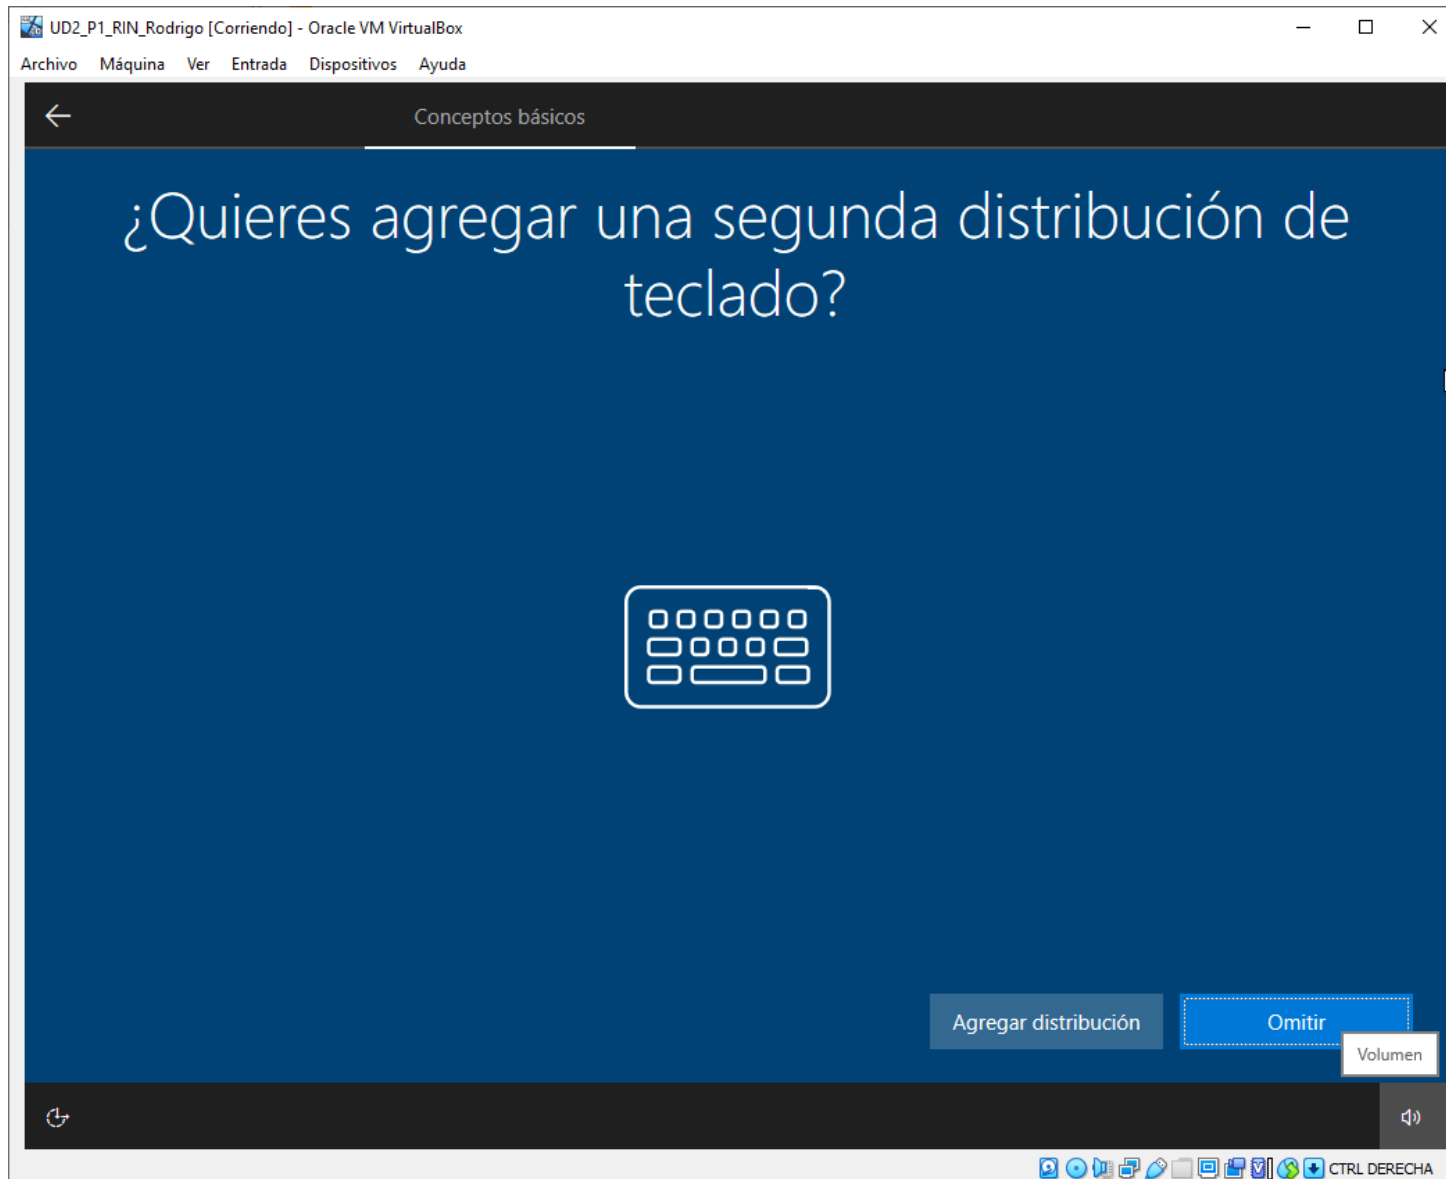 UD2_P1_RIN_Rodrigo [Corriendo] - Oracle VM VirtualBox
Archivo Máquina Ver Entrada Dispositivos Ayuda
Conceptos básicos
¿Quieres agregar una segunda distribución de
teclado?
Agregar distribución
Omitir
Volumen
CTRL DERECHA